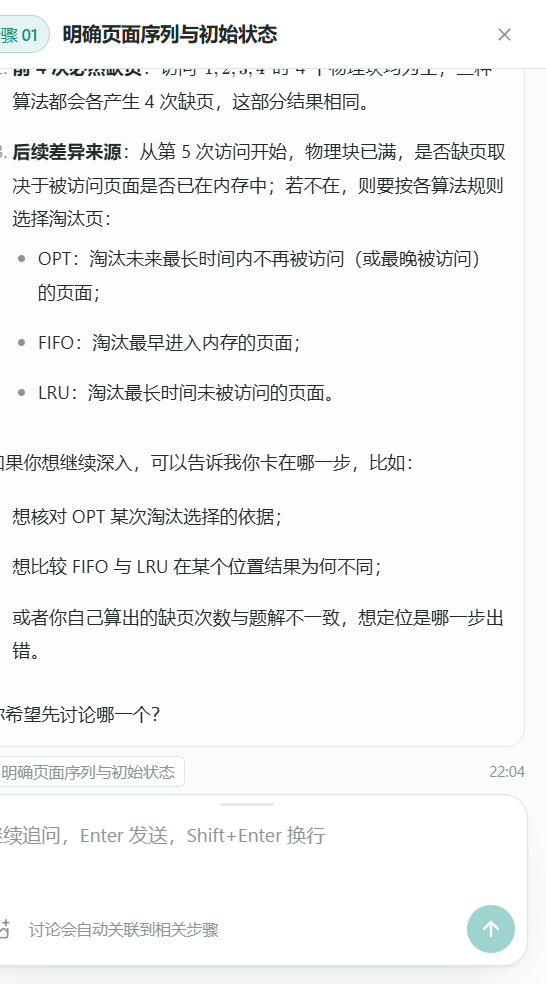 骤 01 明确页面序列与初始状态
前 4 次必然缺页：访问 1, 2, 3, 4 时 4 个物理块均为空，三种
算法都会各产生 4 次缺页，这部分结果相同。
后续差异来源：从第 5 次访问开始，物理块已满，是否缺页取
决于被访问页面是否已在内存中；若不在，则要按各算法规则
选择淘汰页：
OPT：淘汰未来最长时间内不再被访问（或最晚被访问）
的页面；
FIFO：淘汰最早进入内存的页面；
LRU：淘汰最长时间未被访问的页面。
如果你想继续深入，可以告诉我你卡在哪一步，比如：
想核对 OPT 某次淘汰选择的依据；
想比较 FIFO 与 LRU 在某个位置结果为何不同；
或者你自己算出的缺页次数与题解不一致，想定位是哪一步出
错。
你希望先讨论哪一个？
明确页面序列与初始状态
22:04
继续追问，Enter 发送，Shift+Enter 换行
讨论会自动关联到相关步骤